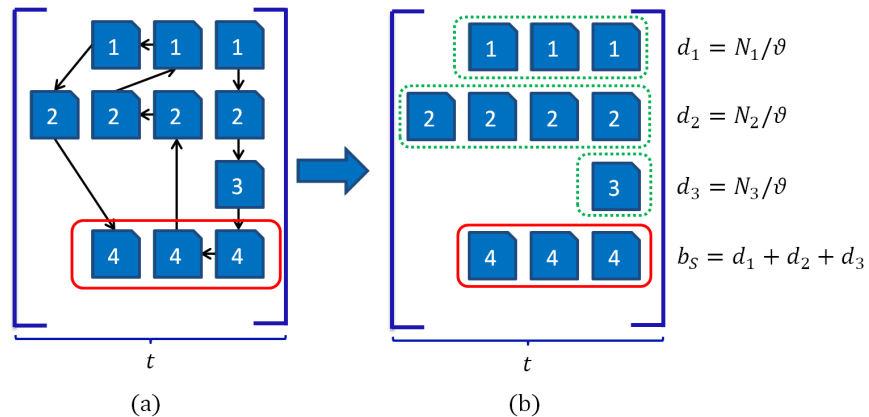 1 1 1
2 2 2 2
3
4 4 4
t
(a)
1 1 1 d₁ = N₁/ϑ
2 2 2 2 d₂ = N₂/ϑ
3 d₃ = N₃/ϑ
4 4 4 b_S = d₁ + d₂ + d₃
t
(b)